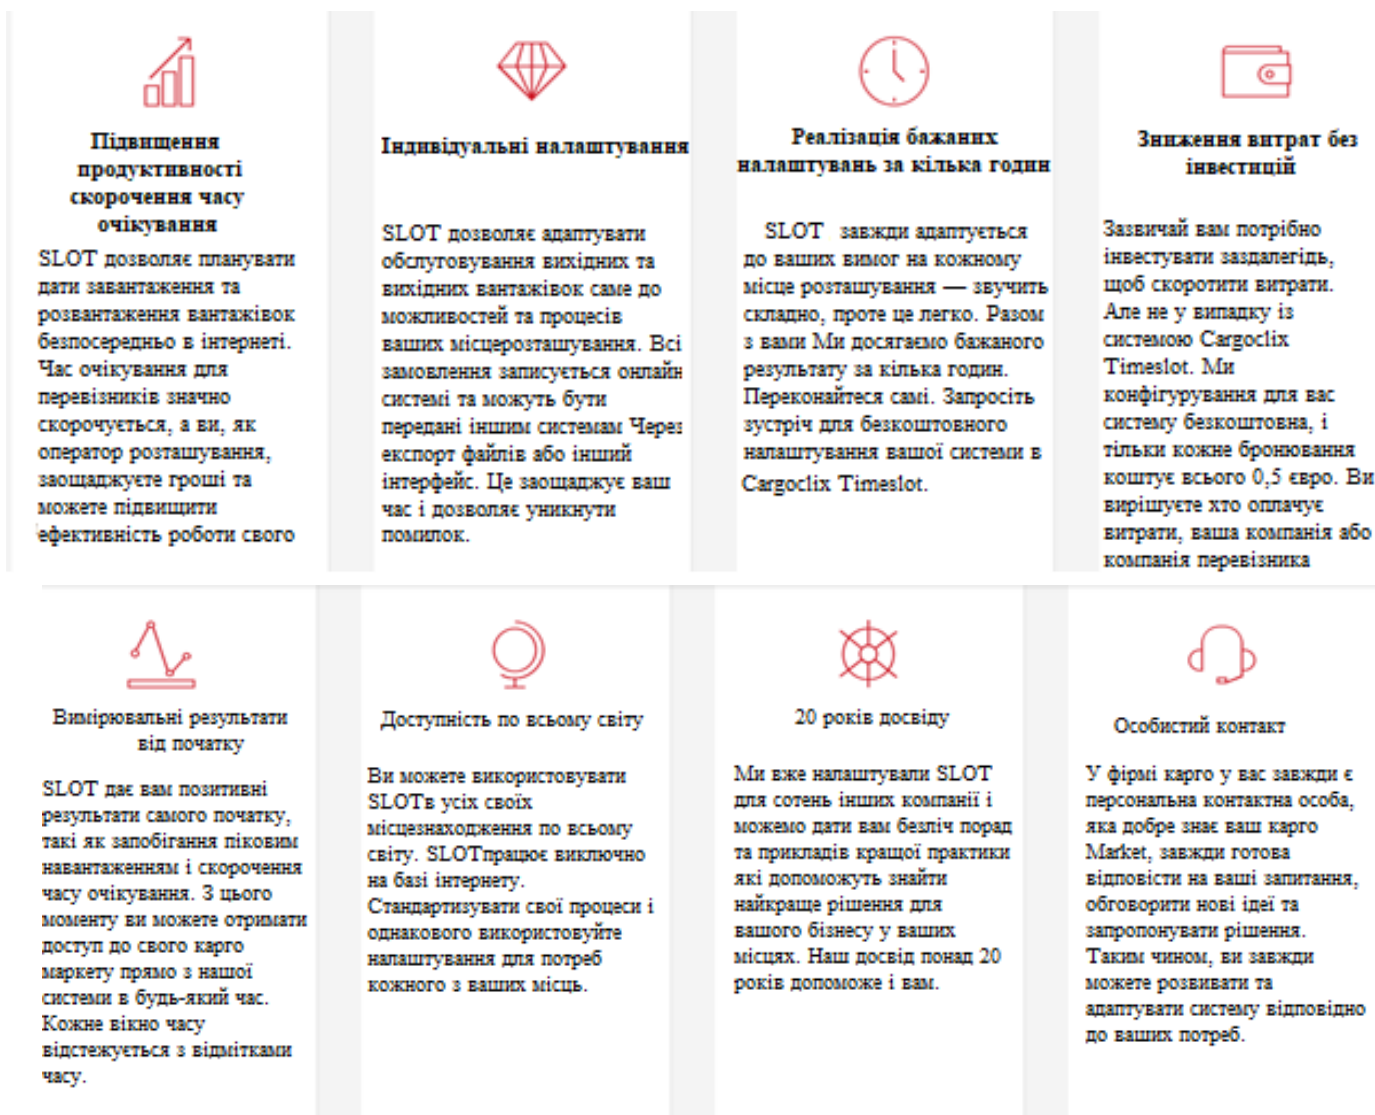 Підвищення
продуктивності
скорочення часу
очікування
SLOT дозволяє планувати
дати завантаження та
розвантаження вантажівок
безпосередньо в інтернеті.
Час очікування для
перевізників значно
скорочується, а ви, як
оператор розташування,
заощаджуєте гроші та
можете підвищити
ефективність роботи свого
Індивідуальні налаштування
SLOT дозволяє адаптувати
обслуговування вихідних та
вихідних вантажівок саме до
можливостей та процесів
ваших місцерозташування. Всі
замовлення записується онлайн
системі та можуть бути
передані іншим системам Через
експорт файлів або інший
інтерфейс. Це заощаджує ваш
час і дозволяє уникнути
помилок.
Реалізація бажаних
налаштувань за кілька годин
SLOT завжди адаптується
до ваших вимог на кожному
місце розташування — звучить
складно, проте це легко. Разом
з вами Ми досягаємо бажаного
результату за кілька годин.
Переконайтеся самі. Запросіть
зустріч для безкоштовного
налаштування вашої системи в
Cargoclix Timeslot.
Зниження витрат без
інвестицій
Зазвичай вам потрібно
інвестувати заздалегідь,
щоб скоротити витрати.
Але не у випадку із
системою Cargoclix
Timeslot. Ми
конфігурування для вас
систему безкоштовна, і
тільки кожне бронювання
коштує всього 0,5 євро. Ви
вирішуєте хто оплачує
витрати, ваша компанія або
компанія перевізника
Вимірювальні результати
від початку
SLOT дає вам позитивні
результати самого початку,
такі як запобігання піковим
навантаженням і скорочення
часу очікування. З цього
моменту ви можете отримати
доступ до свого карго
маркету прямо з нашої
системи в будь-який час.
Кожне вікно часу
відстежується з відмітками
часу.
Доступність по всьому світу
Ви можете використовувати
SLOTв усіх своїх
місцезнаходження по всьому
світу. SLOTпрацює виключно
на базі інтернету.
Стандартизувати свої процеси і
однакового використовуйте
налаштування для потреб
кожного з ваших місць.
20 років досвіду
Ми вже налаштували SLOT
для сотень інших компанії і
можемо дати вам безліч порад
та прикладів кращої практики
які допоможуть знайти
найкраще рішення для
вашого бізнесу у ваших
місцях. Наш досвід понад 20
років допоможе і вам.
Особистий контакт
У фірмі карго у вас завжди є
персональна контактна особа,
яка добре знає ваш карго
Market, завжди готова
відповісти на ваші запитання,
обговорити нові ідеї та
запропонувати рішення.
Таким чином, ви завжди
можете розвивати та
адаптувати систему відповідно
до ваших потреб.